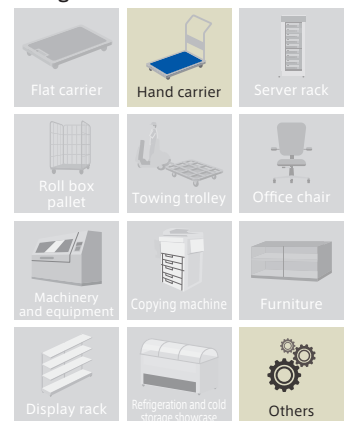 Flat carrier
Hand carrier
Server rack
Roll box
pallet
Towing trolley
Office chair
Machinery
and equipment
Copying machine
Furniture
Display rack
Refrigeration and cold
storage showcase
Others